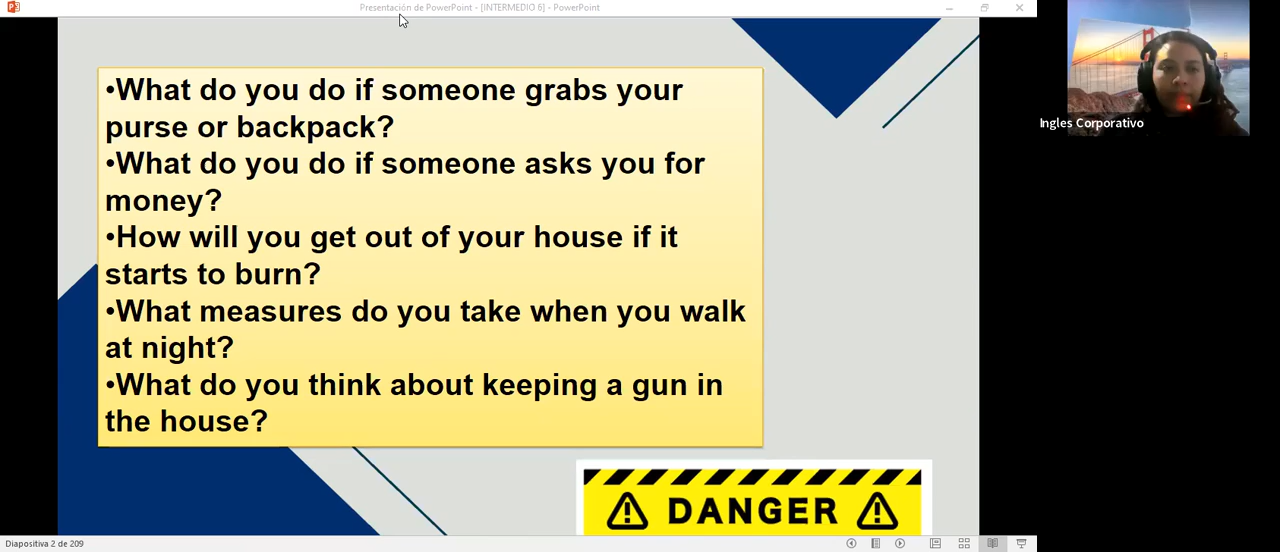 Presentación de PowerPoint - [INTERMEDIO 6] - PowerPoint
•What do you do if someone grabs your
purse or backpack?
•What do you do if someone asks you for
money?
•How will you get out of your house if it
starts to burn?
•What measures do you take when you walk
at night?
•What do you think about keeping a gun in
the house?
DANGER
Ingles Corporativo
Diapositiva 2 de 209